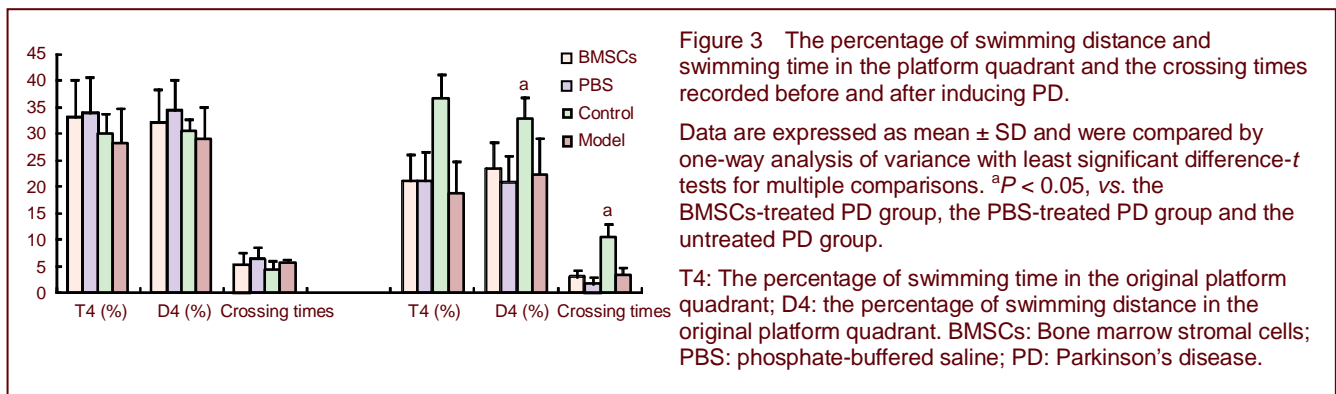 45
40
35
30
25
20
15
10
5
0
BMSCs
PBS
Control
Model
a
a
T4 (%) D4 (%) Crossing times T4 (%) D4 (%) Crossing times
Figure 3 The percentage of swimming distance and
swimming time in the platform quadrant and the crossing times
recorded before and after inducing PD.
Data are expressed as mean ± SD and were compared by
one-way analysis of variance with least significant difference-t
tests for multiple comparisons. ᵃP < 0.05, vs. the
BMSCs-treated PD group, the PBS-treated PD group and the
untreated PD group.
T4: The percentage of swimming time in the original platform
quadrant; D4: the percentage of swimming distance in the
original platform quadrant. BMSCs: Bone marrow stromal cells;
PBS: phosphate-buffered saline; PD: Parkinson's disease.